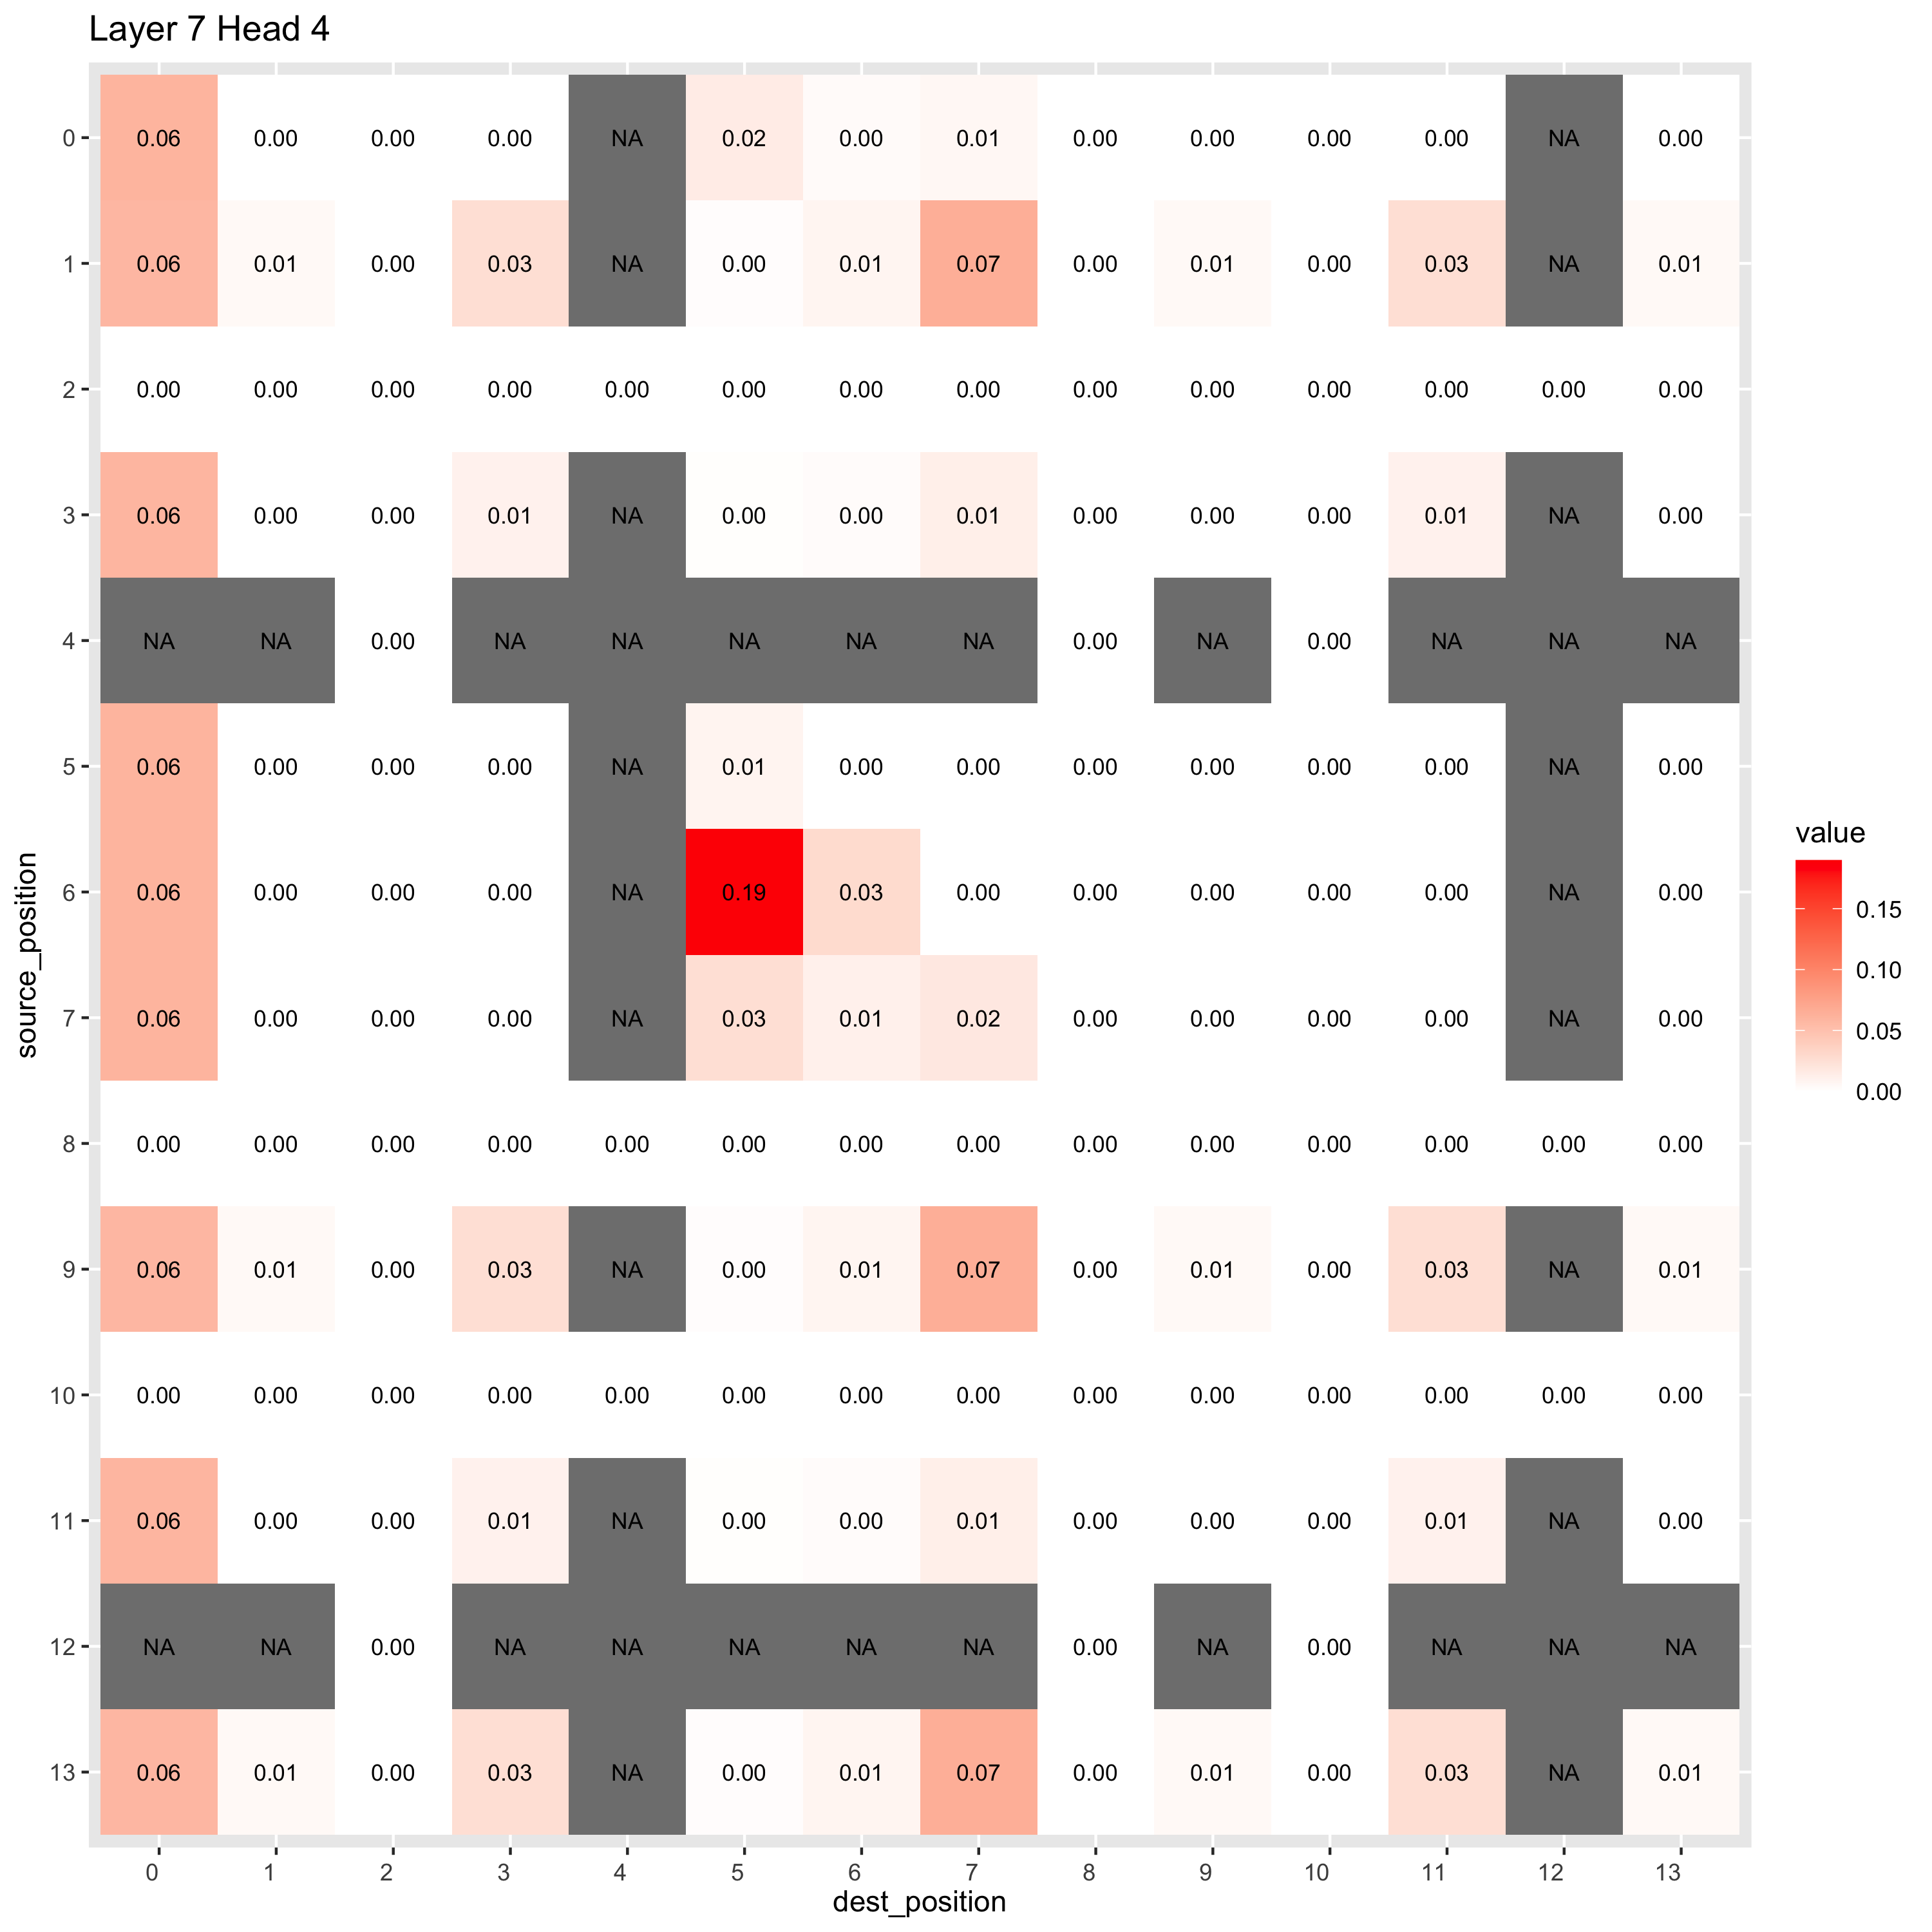 Layer 7 Head 4
0 0.06 0.00 0.00 0.00 NA 0.02 0.00 0.01 0.00 0.00 0.00 0.00 NA 0.00
1 0.06 0.01 0.00 0.03 NA 0.00 0.01 0.07 0.00 0.01 0.00 0.03 NA 0.01
2 0.00 0.00 0.00 0.00 0.00 0.00 0.00 0.00 0.00 0.00 0.00 0.00 0.00 0.00
3 0.06 0.00 0.00 0.01 NA 0.00 0.00 0.01 0.00 0.00 0.00 0.01 NA 0.00
4 NA NA 0.00 NA NA NA NA NA 0.00 NA 0.00 NA NA NA
5 0.06 0.00 0.00 0.00 NA 0.01 0.00 0.00 0.00 0.00 0.00 0.00 NA 0.00
6 0.06 0.00 0.00 0.00 NA 0.19 0.03 0.00 0.00 0.00 0.00 0.00 NA 0.00
7 0.06 0.00 0.00 0.00 NA 0.03 0.01 0.02 0.00 0.00 0.00 0.00 NA 0.00
8 0.00 0.00 0.00 0.00 0.00 0.00 0.00 0.00 0.00 0.00 0.00 0.00 0.00 0.00
9 0.06 0.01 0.00 0.03 NA 0.00 0.01 0.07 0.00 0.01 0.00 0.03 NA 0.01
10 0.00 0.00 0.00 0.00 0.00 0.00 0.00 0.00 0.00 0.00 0.00 0.00 0.00 0.00
11 0.06 0.00 0.00 0.01 NA 0.00 0.00 0.01 0.00 0.00 0.00 0.01 NA 0.00
12 NA NA 0.00 NA NA NA NA NA 0.00 NA 0.00 NA NA NA
13 0.06 0.01 0.00 0.03 NA 0.00 0.01 0.07 0.00 0.01 0.00 0.03 NA 0.01
0 1 2 3 4 5 6 7 8 9 10 11 12 13
dest_position
source_position
value
0.15
0.10
0.05
0.00